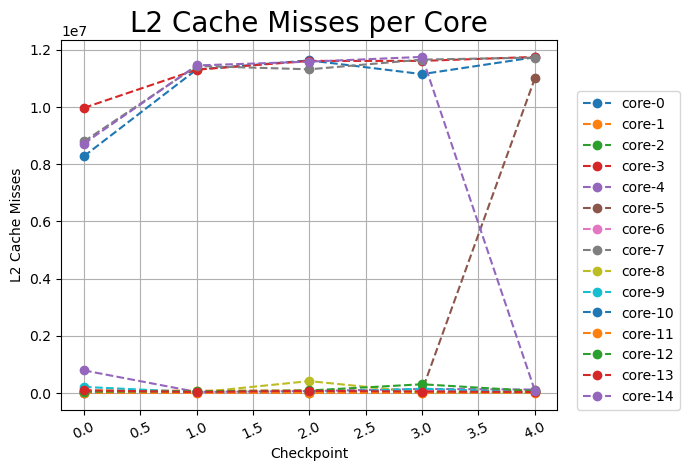 L2 Cache Misses per Core
1e7
1.2
1.0
0.8
0.6
0.4
0.2
0.0
L2 Cache Misses
0.0 0.5 1.0 1.5 2.0 2.5 3.0 3.5 4.0
Checkpoint
core-0
core-1
core-2
core-3
core-4
core-5
core-6
core-7
core-8
core-9
core-10
core-11
core-12
core-13
core-14